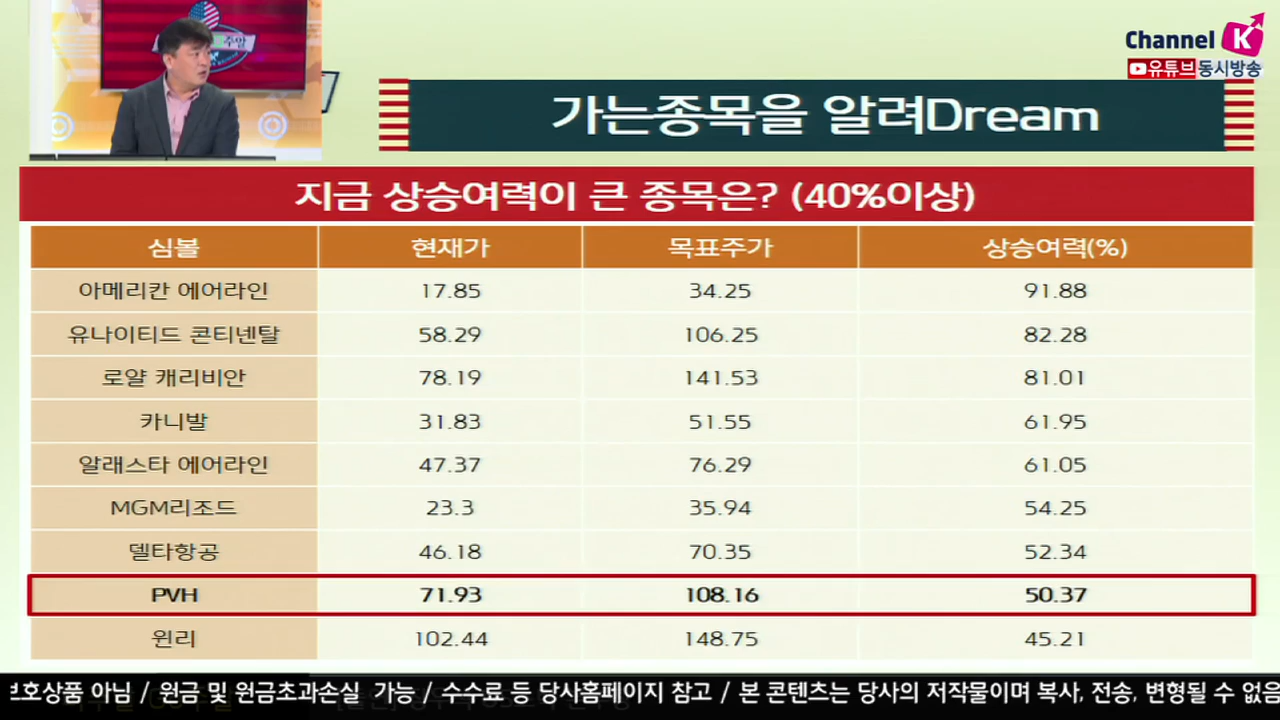 주말
Channel K
유튜브동시방송
가는종목을 알려Dream
지금 상승여력이 큰 종목은? (40%이상)
심볼 현재가 목표주가 상승여력(%)
아메리칸 에어라인 17.85 34.25 91.88
유나이티드 콘티넨탈 58.29 106.25 82.28
로얄 캐리비안 78.19 141.53 81.01
카니발 31.83 51.55 61.95
알래스타 에어라인 47.37 76.29 61.05
MGM리조드 23.3 35.94 54.25
델타항공 46.18 70.35 52.34
PVH 71.93 108.16 50.37
윈리 102.44 148.75 45.21
보호상품 아님 / 원금 및 원금초과손실 가능 / 수수료 등 당사홈페이지 참고 / 본 콘텐츠는 당사의 저작물이며 복사, 전송, 변형될 수 없음